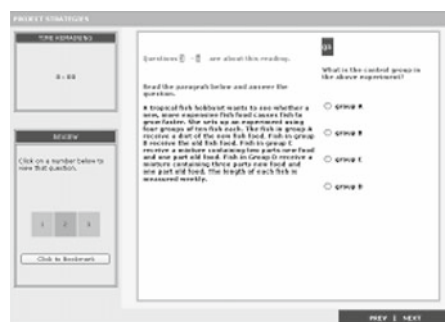 PROJECT STRATEGIES
TIME REMAINING
REVIEW
Click on a number below to
view that question.
1 2 3
Click to Bookmark
Questions - are about this reading.
Read the paragraph below and answer the
question.
A tropical fish hobbyist wants to see whether a
new, more expensive fish food causes fish to
grow faster. She sets up an experiment using
four groups of ten fish each. The fish in group A
receive a diet of the new fish food. Fish in group
B receive the old fish food. Fish in group C
receive a mixture containing two parts new food
and one part old food. Fish in Group D receive a
mixture containing three parts new food and
one part old food. The length of each fish is
measured weekly.
What is the control group in
the above experiment?
group A
group B
group C
group D
PREV | NEXT